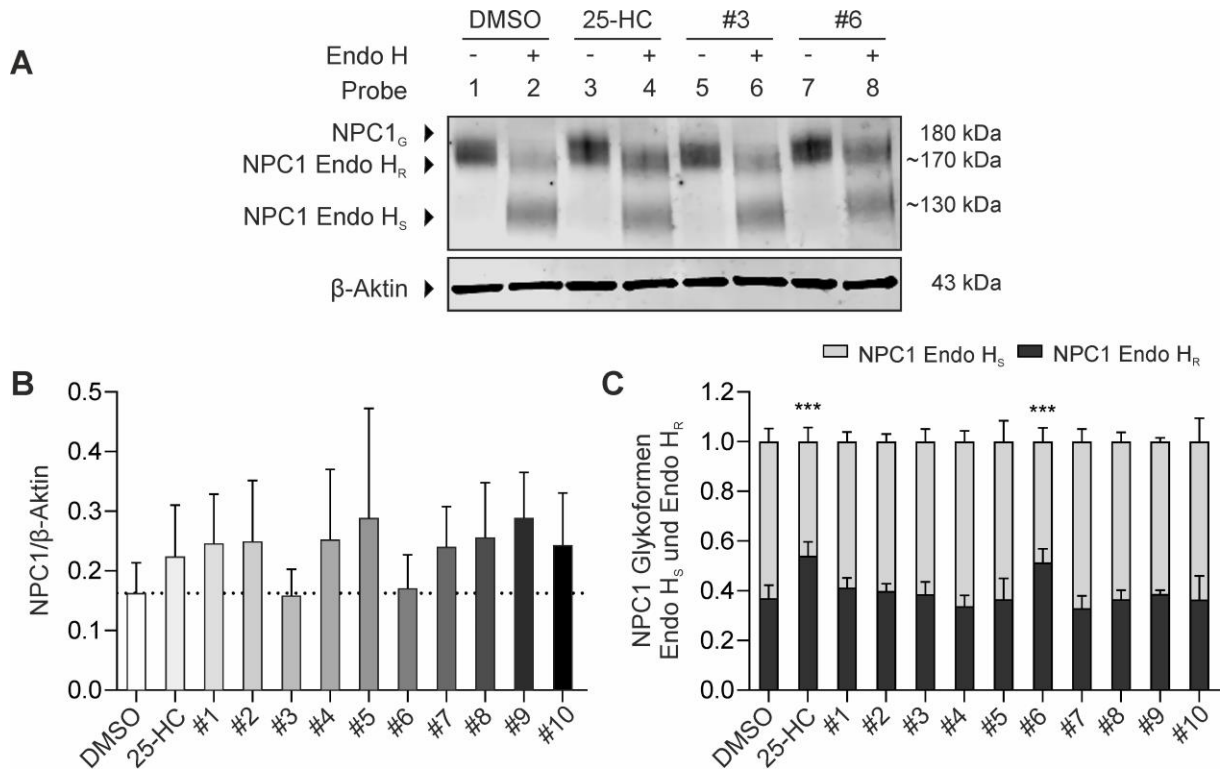 DMSO 25-HC #3 #6
A
Endo H - + - + - + - +
Probe 1 2 3 4 5 6 7 8
NPC1G 180 kDa
NPC1 Endo HR ~170 kDa
NPC1 Endo HS ~130 kDa
β-Aktin 43 kDa
NPC1 Endo HS NPC1 Endo HR
B
NPC1/β-Aktin
0.5
0.4
0.3
0.2
0.1
0.0
DMSO 25-HC #1 #2 #3 #4 #5 #6 #7 #8 #9 #10
C
NPC1 Glykoformen
Endo HS und Endo HR
1.2
1.0
0.8
0.6
0.4
0.2
0.0
*** ***
DMSO 25-HC #1 #2 #3 #4 #5 #6 #7 #8 #9 #10